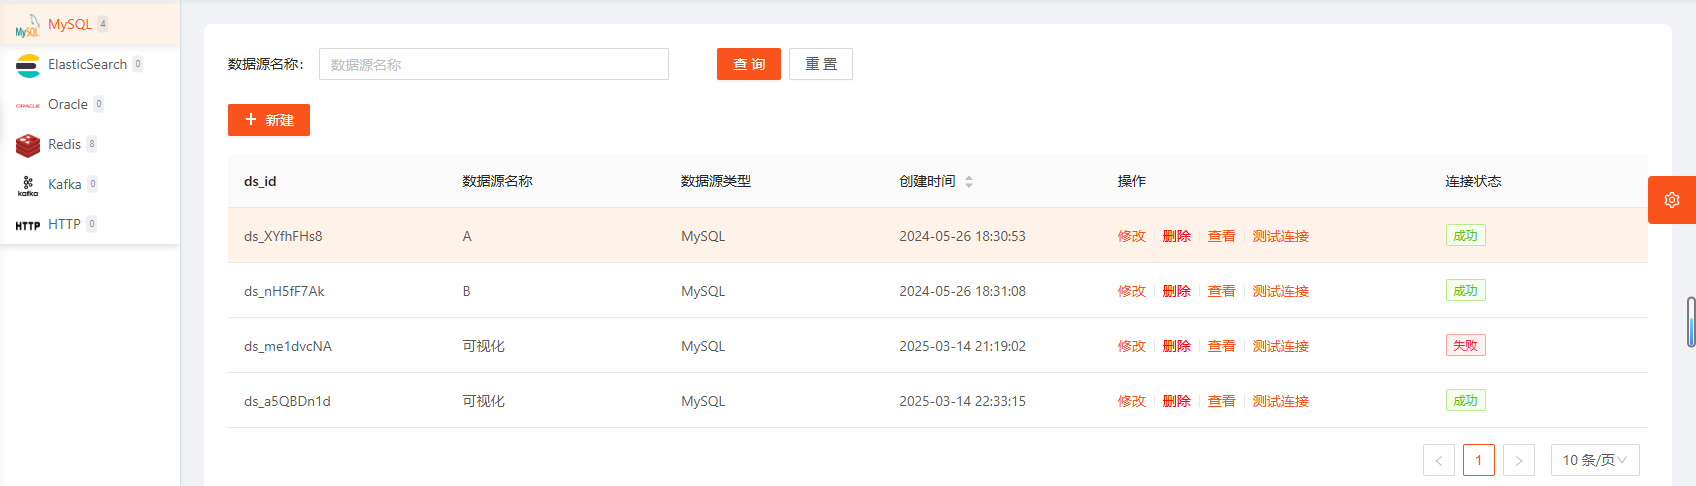 MySQL MySQL 4
ElasticSearch 0
ORACLE Oracle 0
Redis 8
kafka Kafka 0
HTTP HTTP 0
数据源名称: 数据源名称 查 询 重 置
+ 新建
ds_id 数据源名称 数据源类型 创建时间 操作 连接状态
ds_XYfhFHs8 A MySQL 2024-05-26 18:30:53 修改 删除 查看 测试连接 成功
ds_nH5fF7Ak B MySQL 2024-05-26 18:31:08 修改 删除 查看 测试连接 成功
ds_me1dvcNA 可视化 MySQL 2025-03-14 21:19:02 修改 删除 查看 测试连接 失败
ds_a5QBDn1d 可视化 MySQL 2025-03-14 22:33:15 修改 删除 查看 测试连接 成功
< 1 > 10 条/页